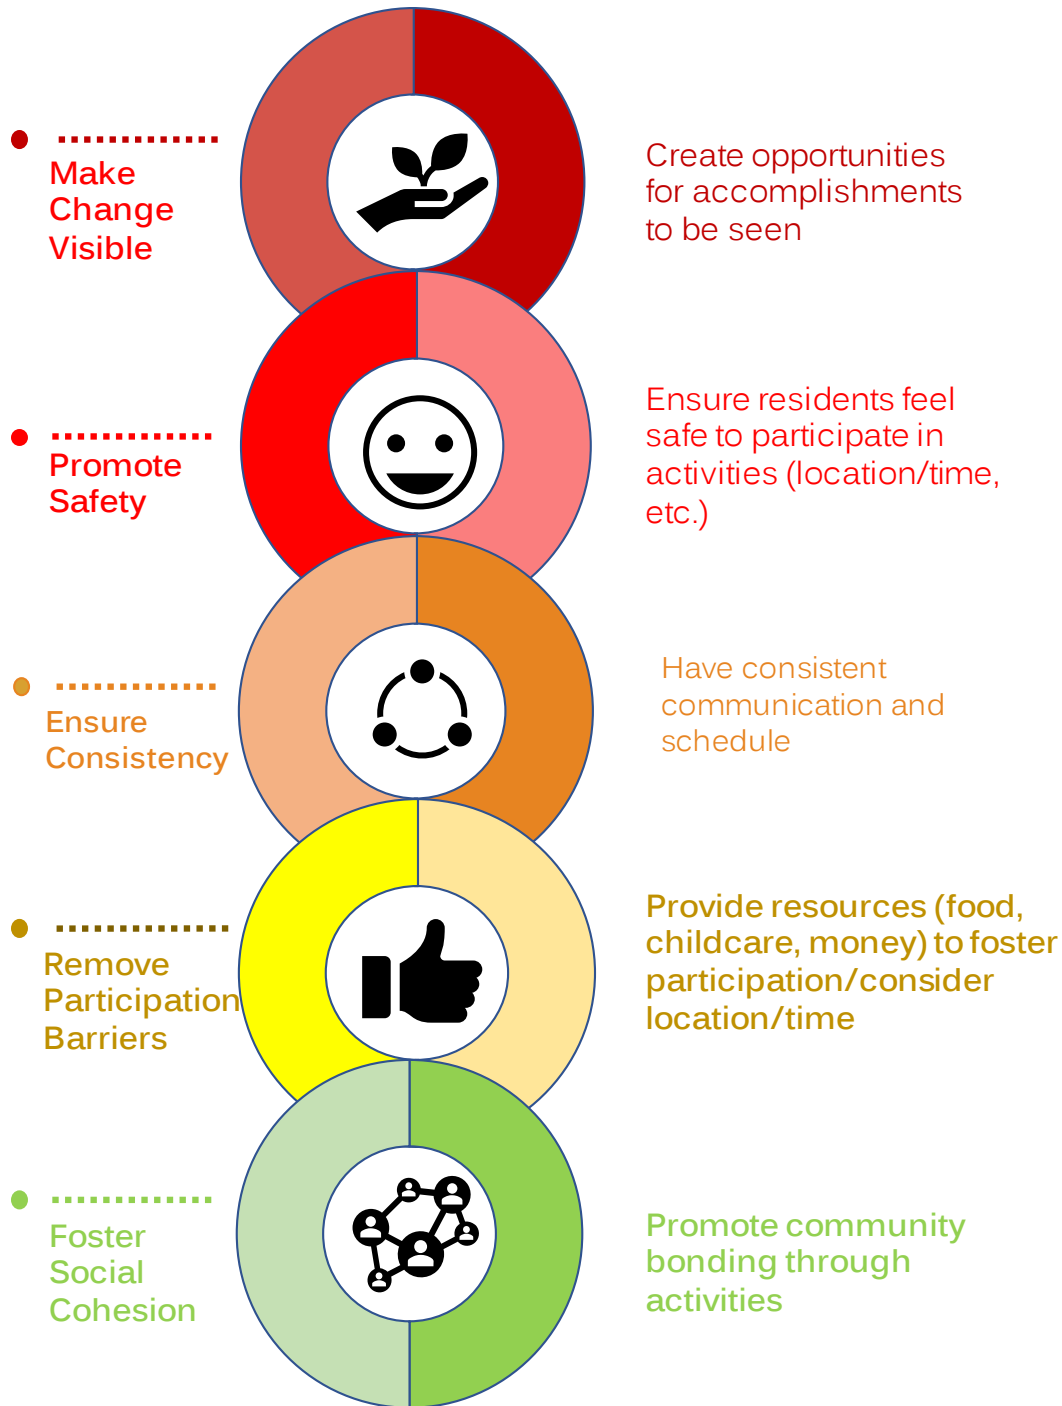 Make
Change
Visible
Create opportunities
for accomplishments
to be seen
Promote
Safety
Ensure residents feel
safe to participate in
activities (location/time,
etc.)
Ensure
Consistency
Have consistent
communication and
schedule
Remove
Participation
Barriers
Provide resources (food,
childcare, money) to foster
participation/consider
location/time
Foster
Social
Cohesion
Promote community
bonding through
activities